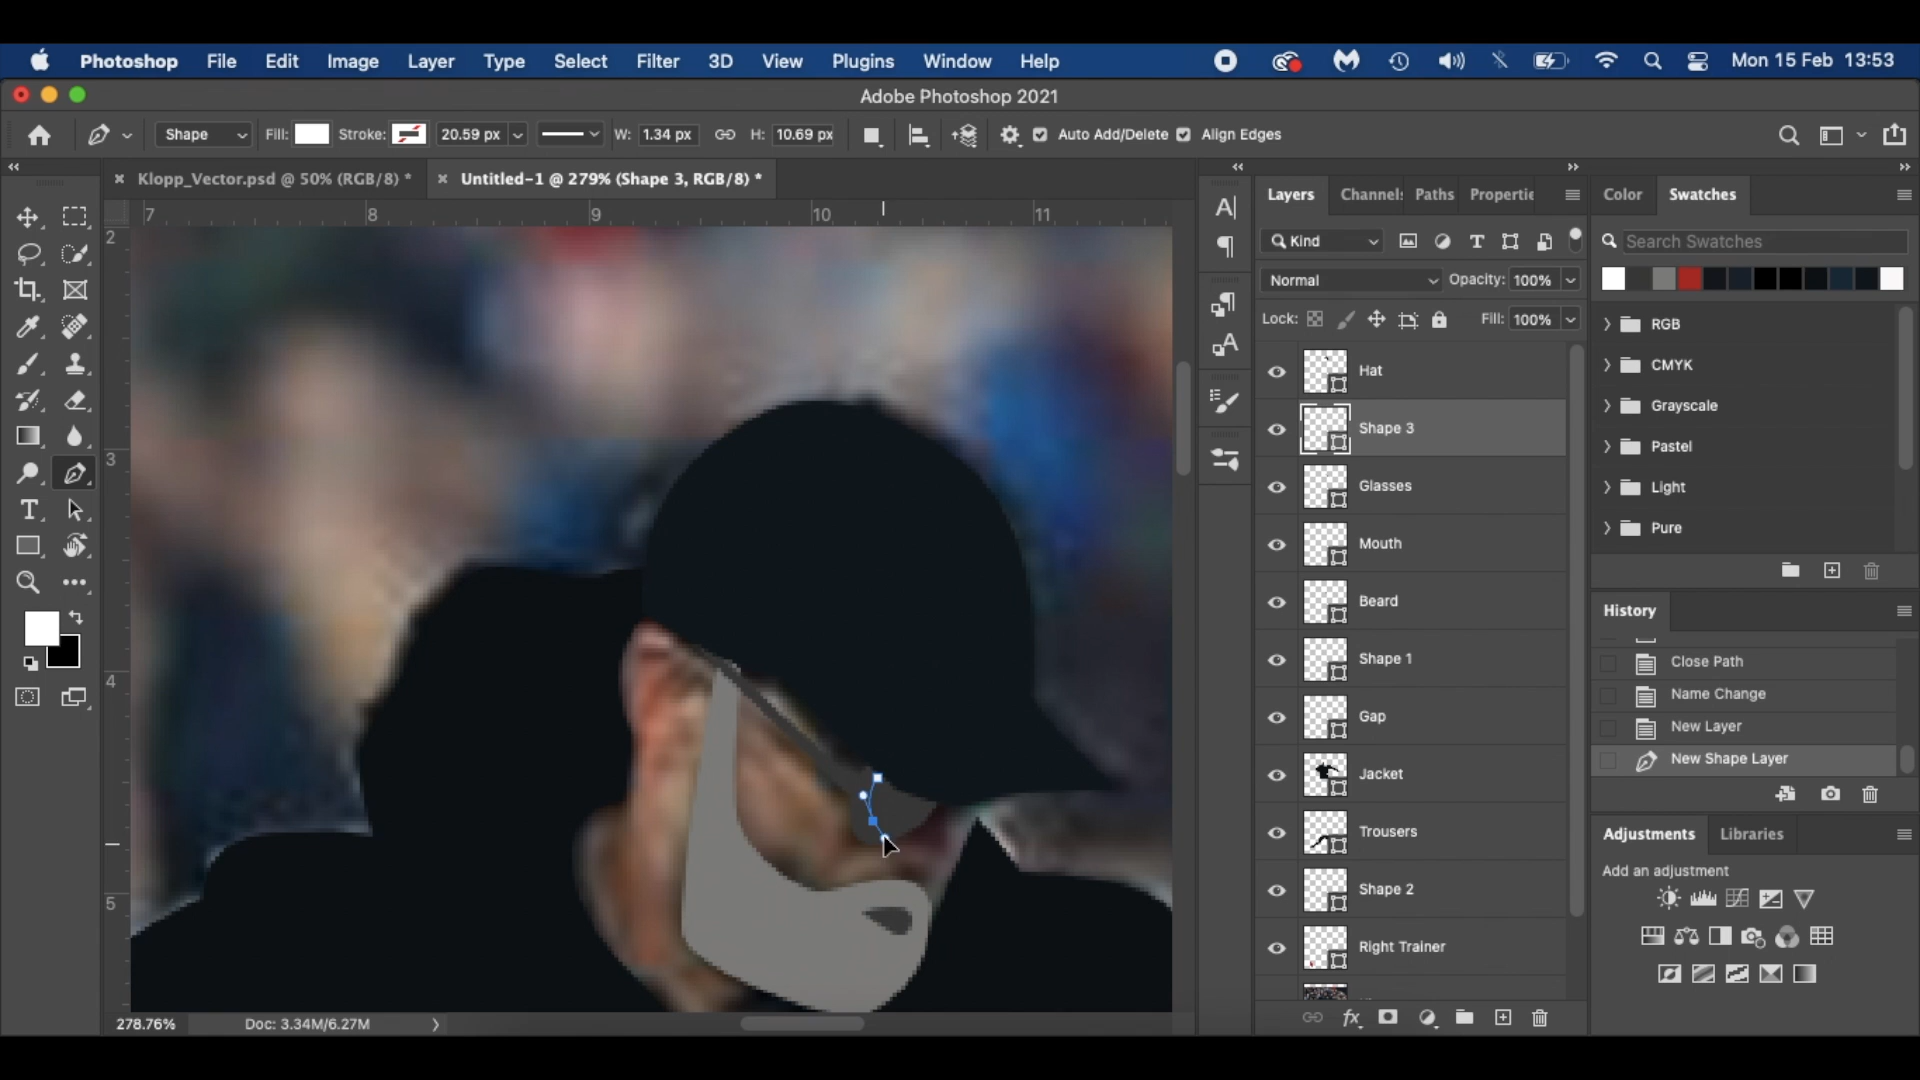 Photoshop File Edit Image Layer Type Select Filter 3D View Plugins Window Help Mon 15 Feb 13:53
Adobe Photoshop 2021
Shape Fill: Stroke: 20.59 px W: 1.34 px H: 10.69 px Auto Add/Delete Align Edges
Klopp_Vector.psd @ 50% (RGB/8) * Untitled-1 @ 279% (Shape 3, RGB/8) *
7 8 9 10 11
2
3
4
5
278.76% Doc: 3.34M/6.27M
Layers Channel: Paths Properti
Kind
Normal Opacity: 100%
Lock: Fill: 100%
Hat
Shape 3
Glasses
Mouth
Beard
Shape 1
Gap
Jacket
Trousers
Shape 2
Right Trainer
Color Swatches
Search Swatches
RGB
CMYK
Grayscale
Pastel
Light
Pure
History
Close Path
Name Change
New Layer
New Shape Layer
Adjustments Libraries
Add an adjustment